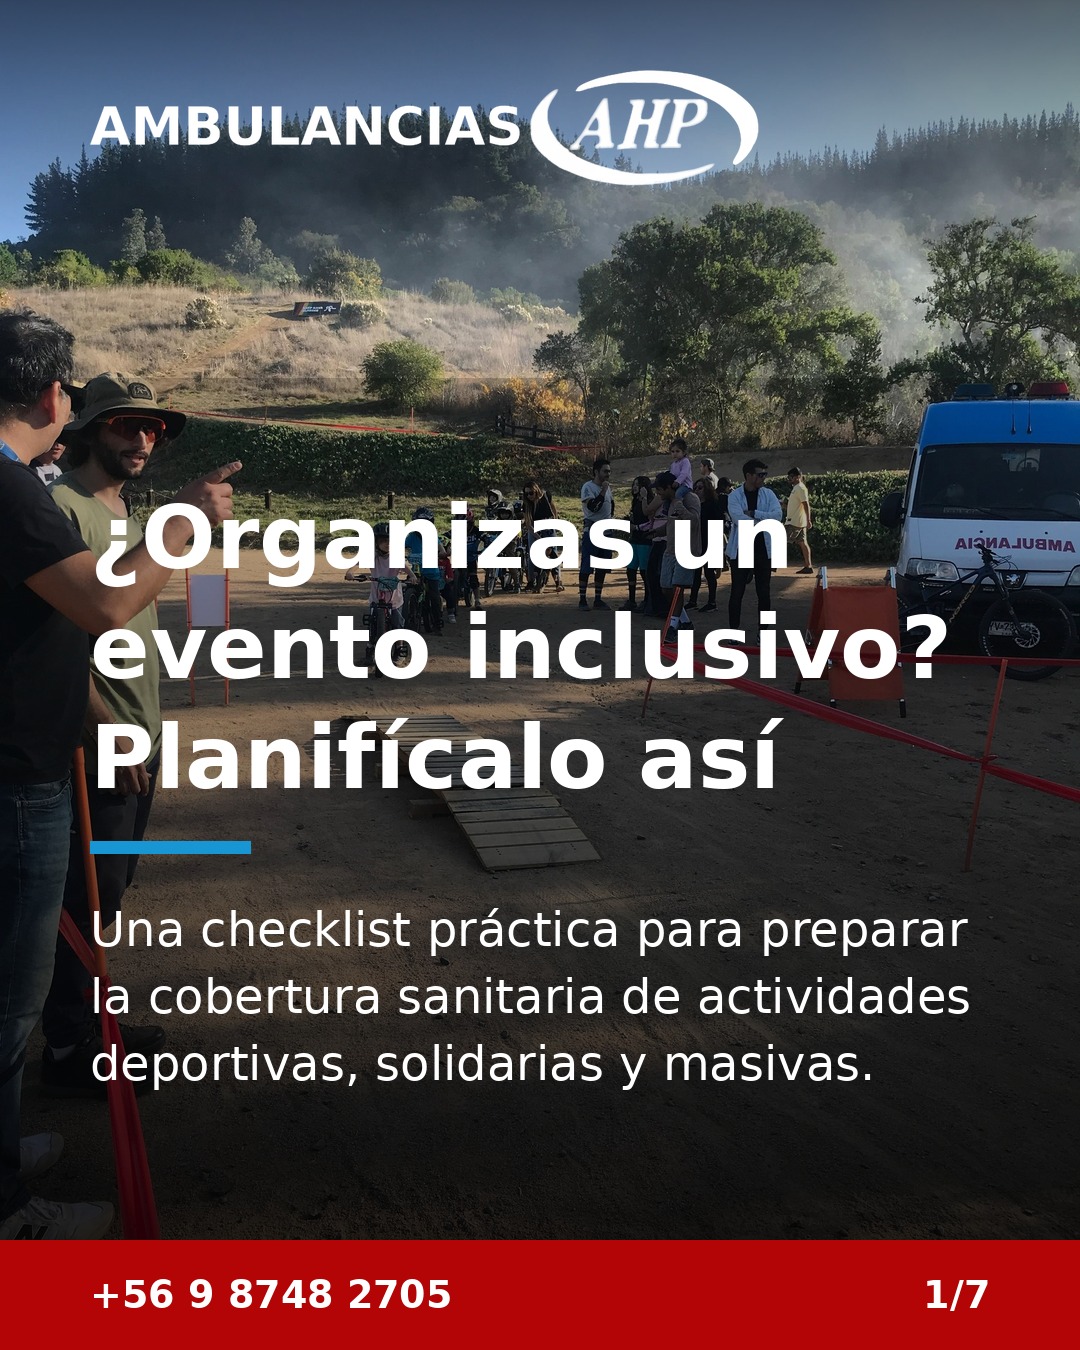 AMBULANCIAS AHP
AMBULANCIA
¿Organizas un
evento inclusivo?
Planifícalo así
Una checklist práctica para preparar
la cobertura sanitaria de actividades
deportivas, solidarias y masivas.
+56 9 8748 2705
1/7